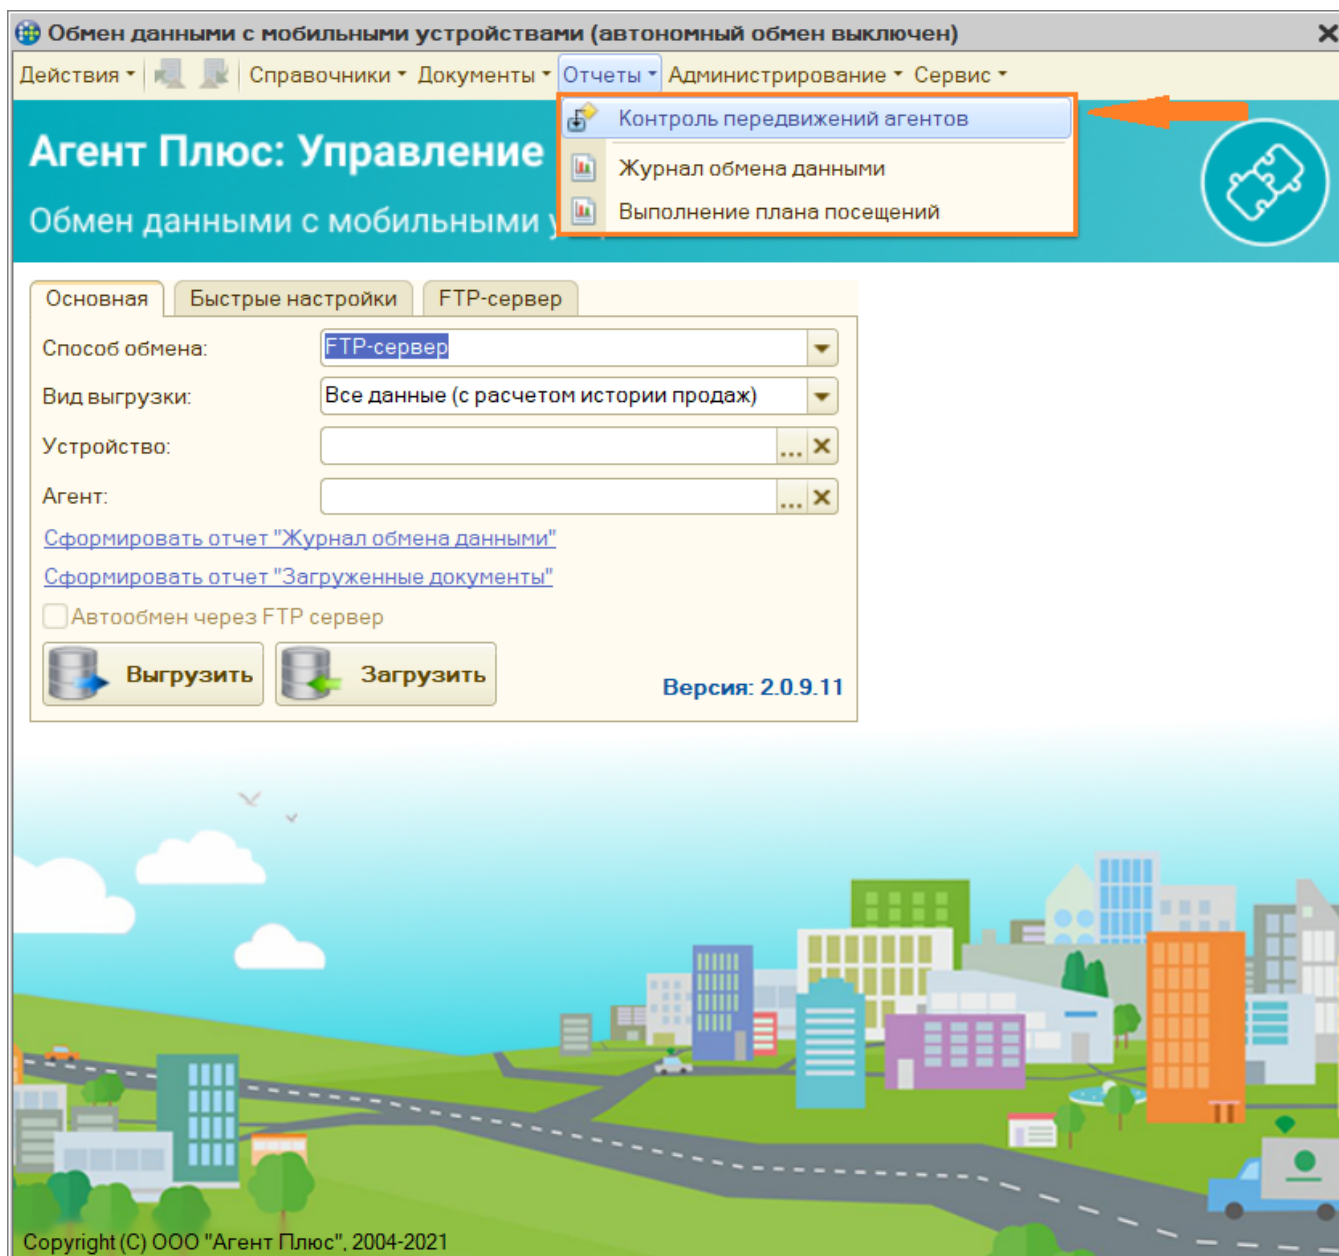 Обмен данными с мобильными устройствами (автономный обмен выключен)
Действия Справочники Документы Отчеты Администрирование Сервис
Контроль передвижений агентов
Журнал обмена данными
Выполнение плана посещений
Агент Плюс: Управление
Обмен данными с мобильными
Основная Быстрые настройки FTP-сервер
Способ обмена: FTP-сервер
Вид выгрузки: Все данные (с расчетом истории продаж)
Устройство: ...
Агент: ...
Сформировать отчет "Журнал обмена данными"
Сформировать отчет "Загруженные документы"
Автообмен через FTP сервер
Выгрузить Загрузить
Версия: 2.0.9.11
Copyright (C) ООО "Агент Плюс", 2004-2021